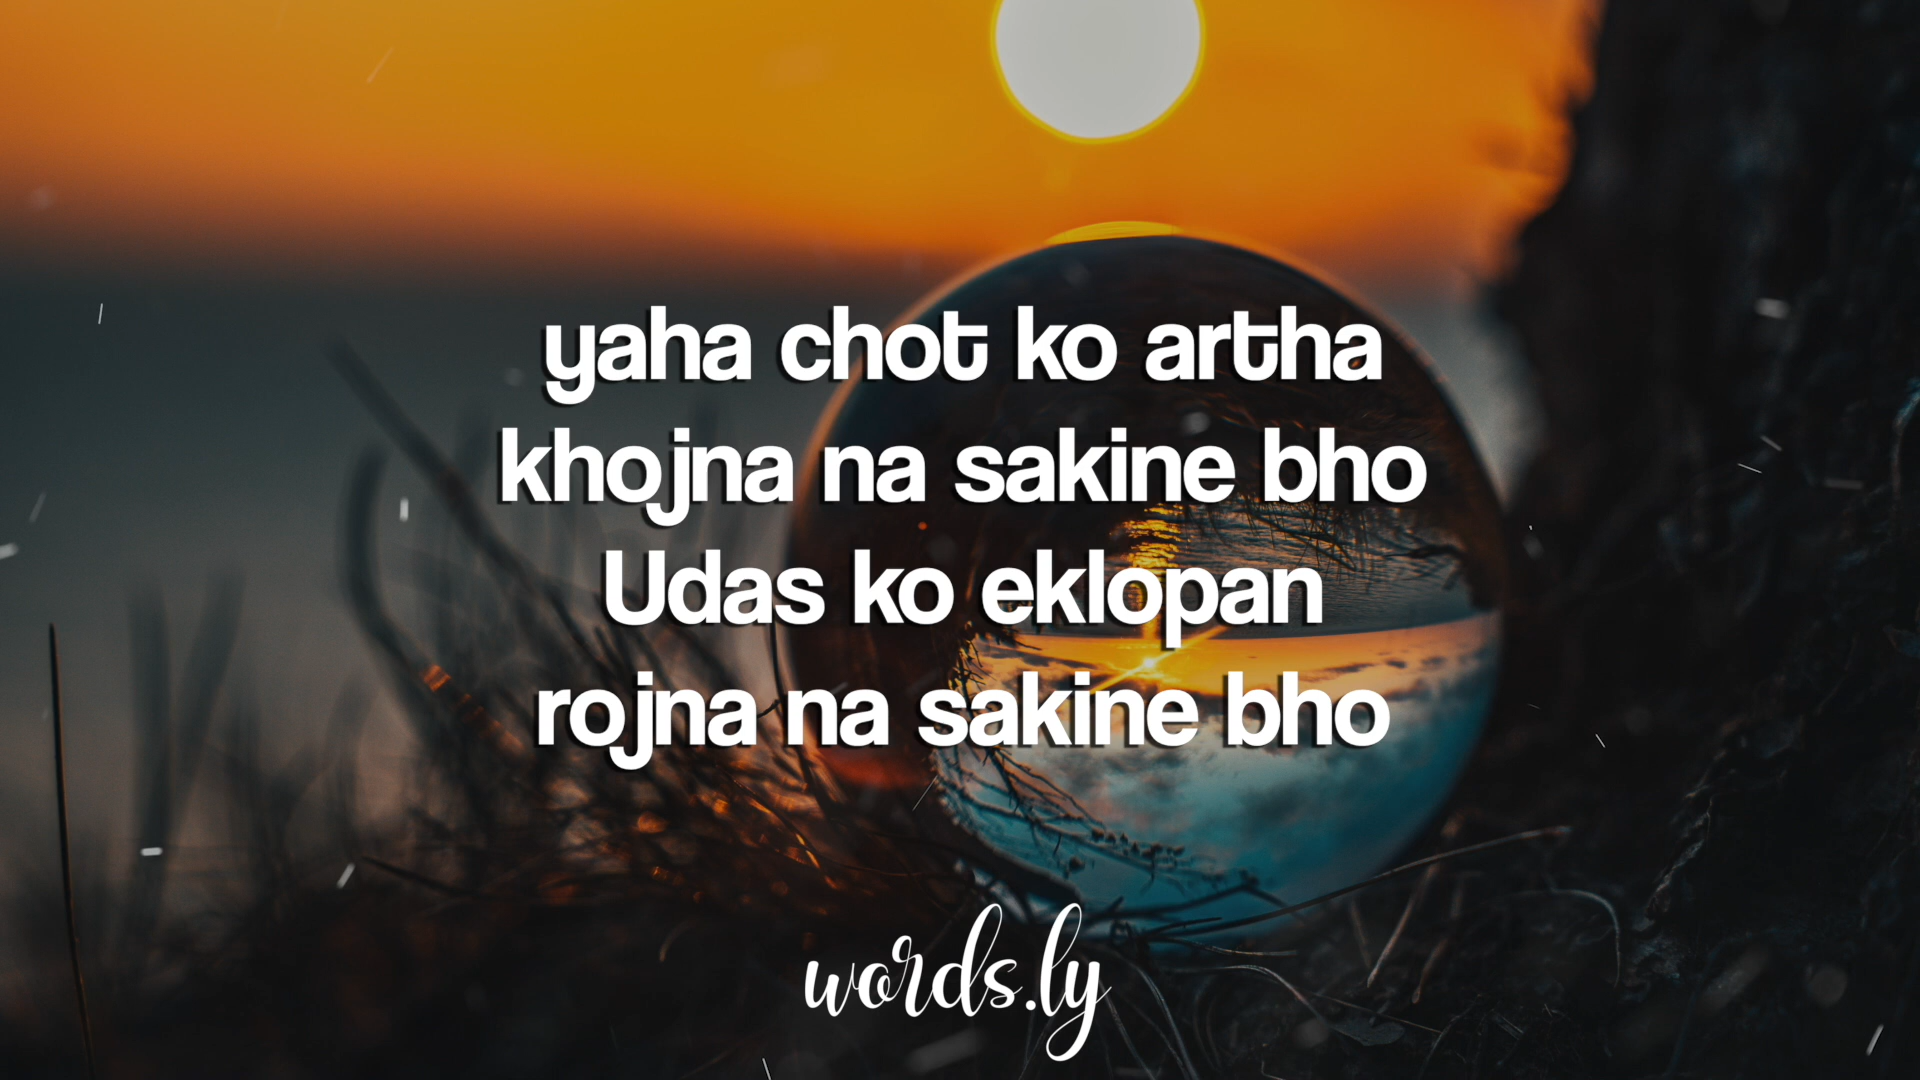 yaha chot ko artha
khojna na sakine bho
Udas ko eklopan
rojna na sakine bho
words.ly